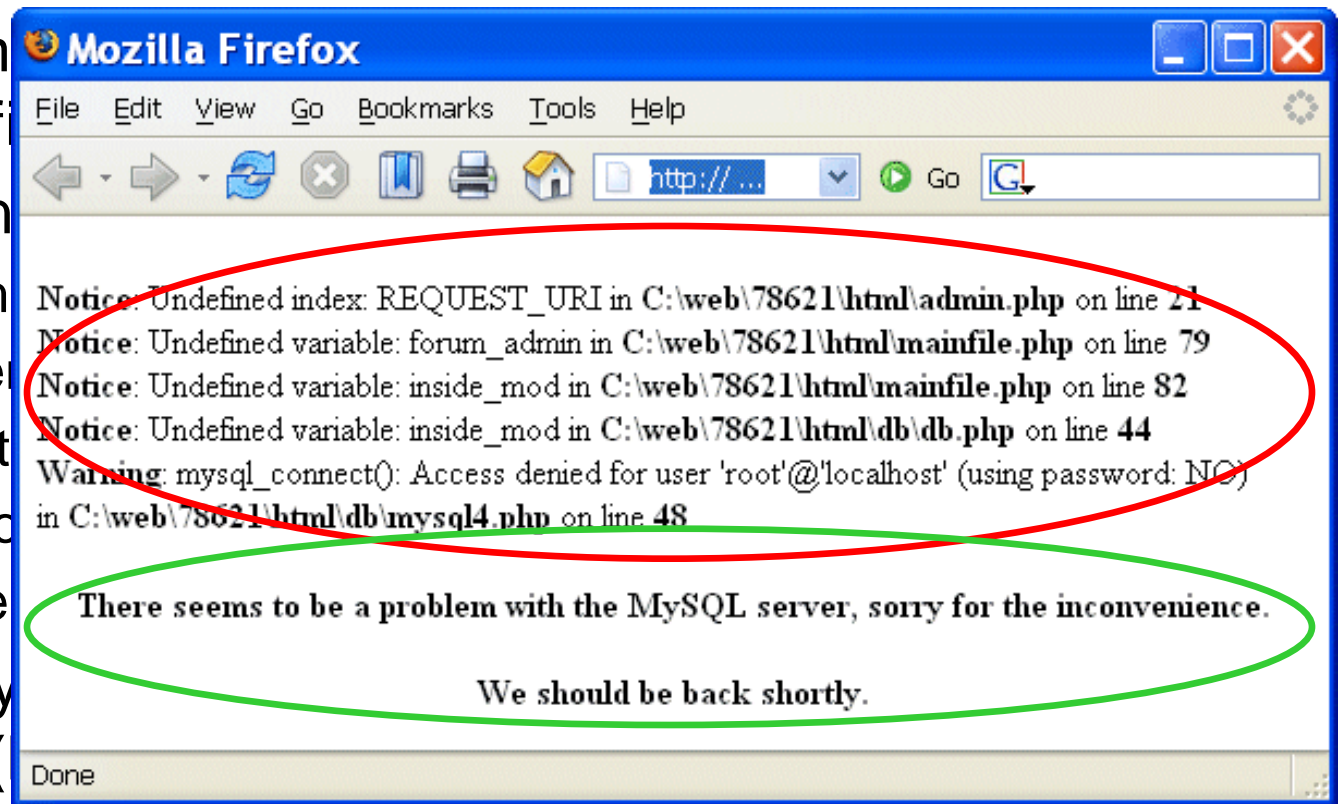 Mozilla Firefox
File Edit View Go Bookmarks Tools Help
http:// ... Go G
Notice: Undefined index: REQUEST_URI in C:\web\78621\html\admin.php on line 21
Notice: Undefined variable: forum_admin in C:\web\78621\html\mainfile.php on line 79
Notice: Undefined variable: inside_mod in C:\web\78621\html\mainfile.php on line 82
Notice: Undefined variable: inside_mod in C:\web\78621\html\db\db.php on line 44
Warning: mysql_connect(): Access denied for user 'root'@'localhost' (using password: NO)
in C:\web\78621\html\db\mysql4.php on line 48
There seems to be a problem with the MySQL server, sorry for the inconvenience.
We should be back shortly.
Done